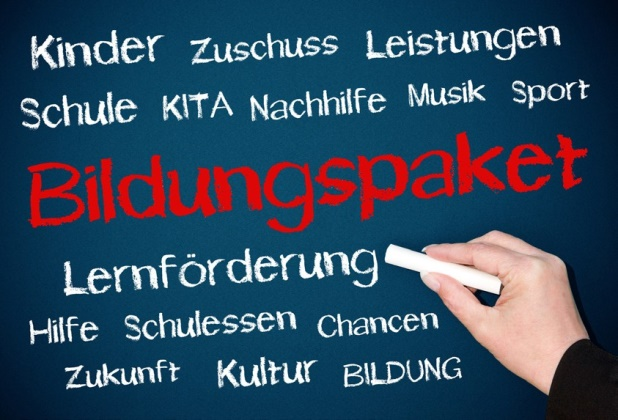 Kinder Zuschuss Leistungen
Schule KITA Nachhilfe Musik Sport
Bildungspaket
Lernförderung
Hilfe Schulessen Chancen
Zukunft Kultur BILDUNG